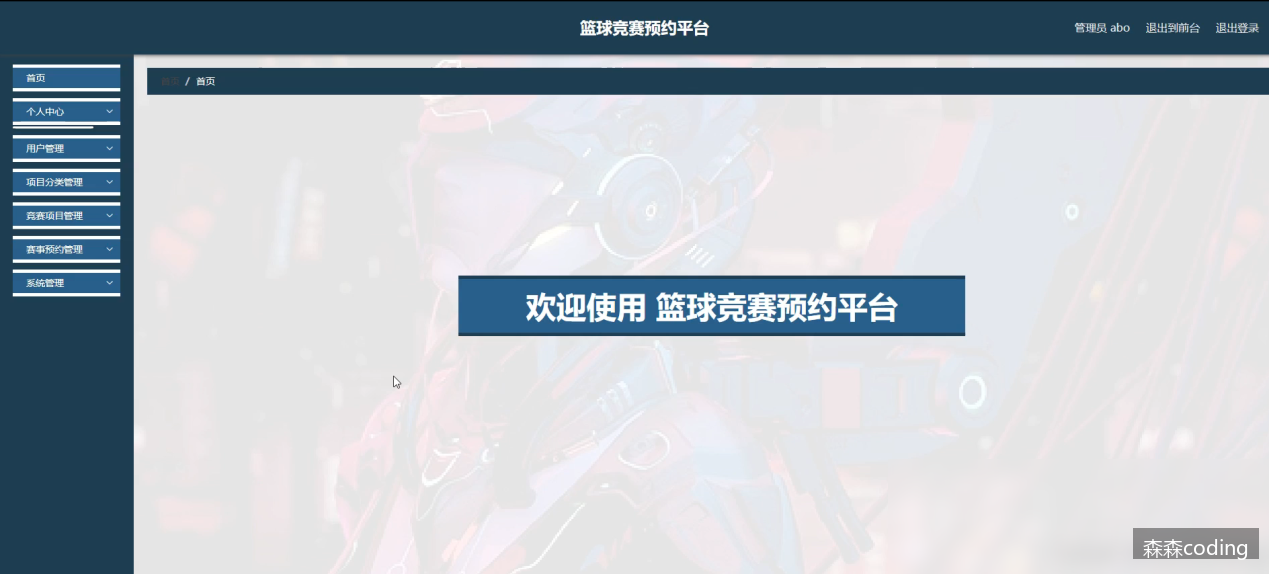 篮球竞赛预约平台
管理员 abo 退出到前台 退出登录
首页
首页 / 首页
个人中心
用户管理
项目分类管理
竞赛项目管理
赛事预约管理
系统管理
欢迎使用 篮球竞赛预约平台
森森coding